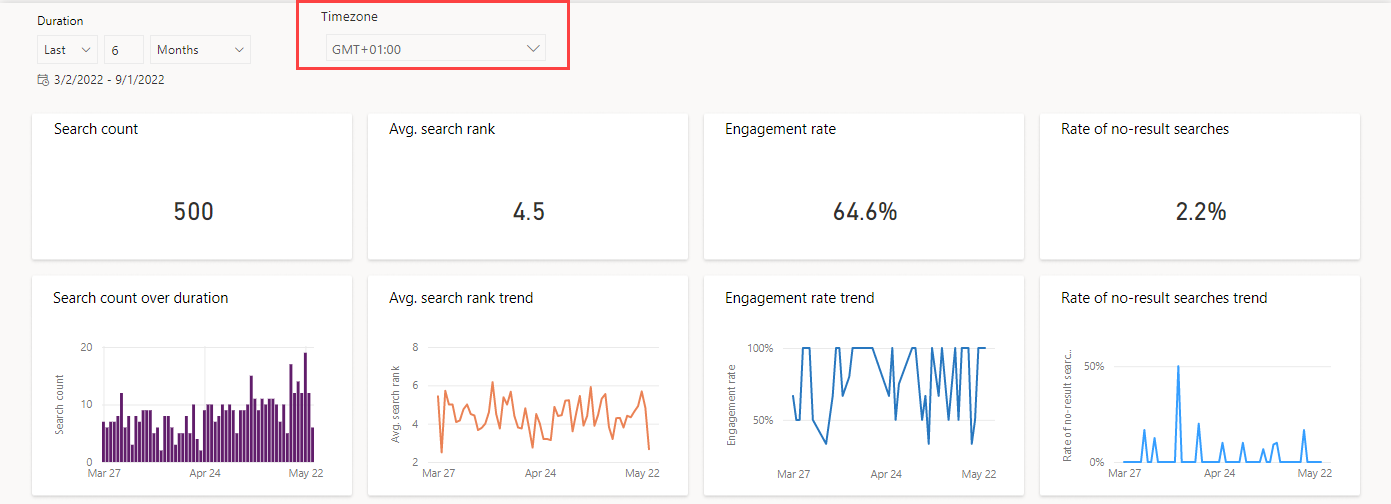 Duration
Timezone
Last 6 Months
GMT+01:00
3/2/2022 - 9/1/2022
Search count
500
Avg. search rank
4.5
Engagement rate
64.6%
Rate of no-result searches
2.2%
Search count over duration
Search count
20
10
0
Mar 27 Apr 24 May 22
Avg. search rank trend
Avg. search rank
8
6
4
2
Mar 27 Apr 24 May 22
Engagement rate trend
Engagement rate
100%
50%
Mar 27 Apr 24 May 22
Rate of no-result searches trend
Rate of no-result searc...
50%
0%
Mar 27 Apr 24 May 22